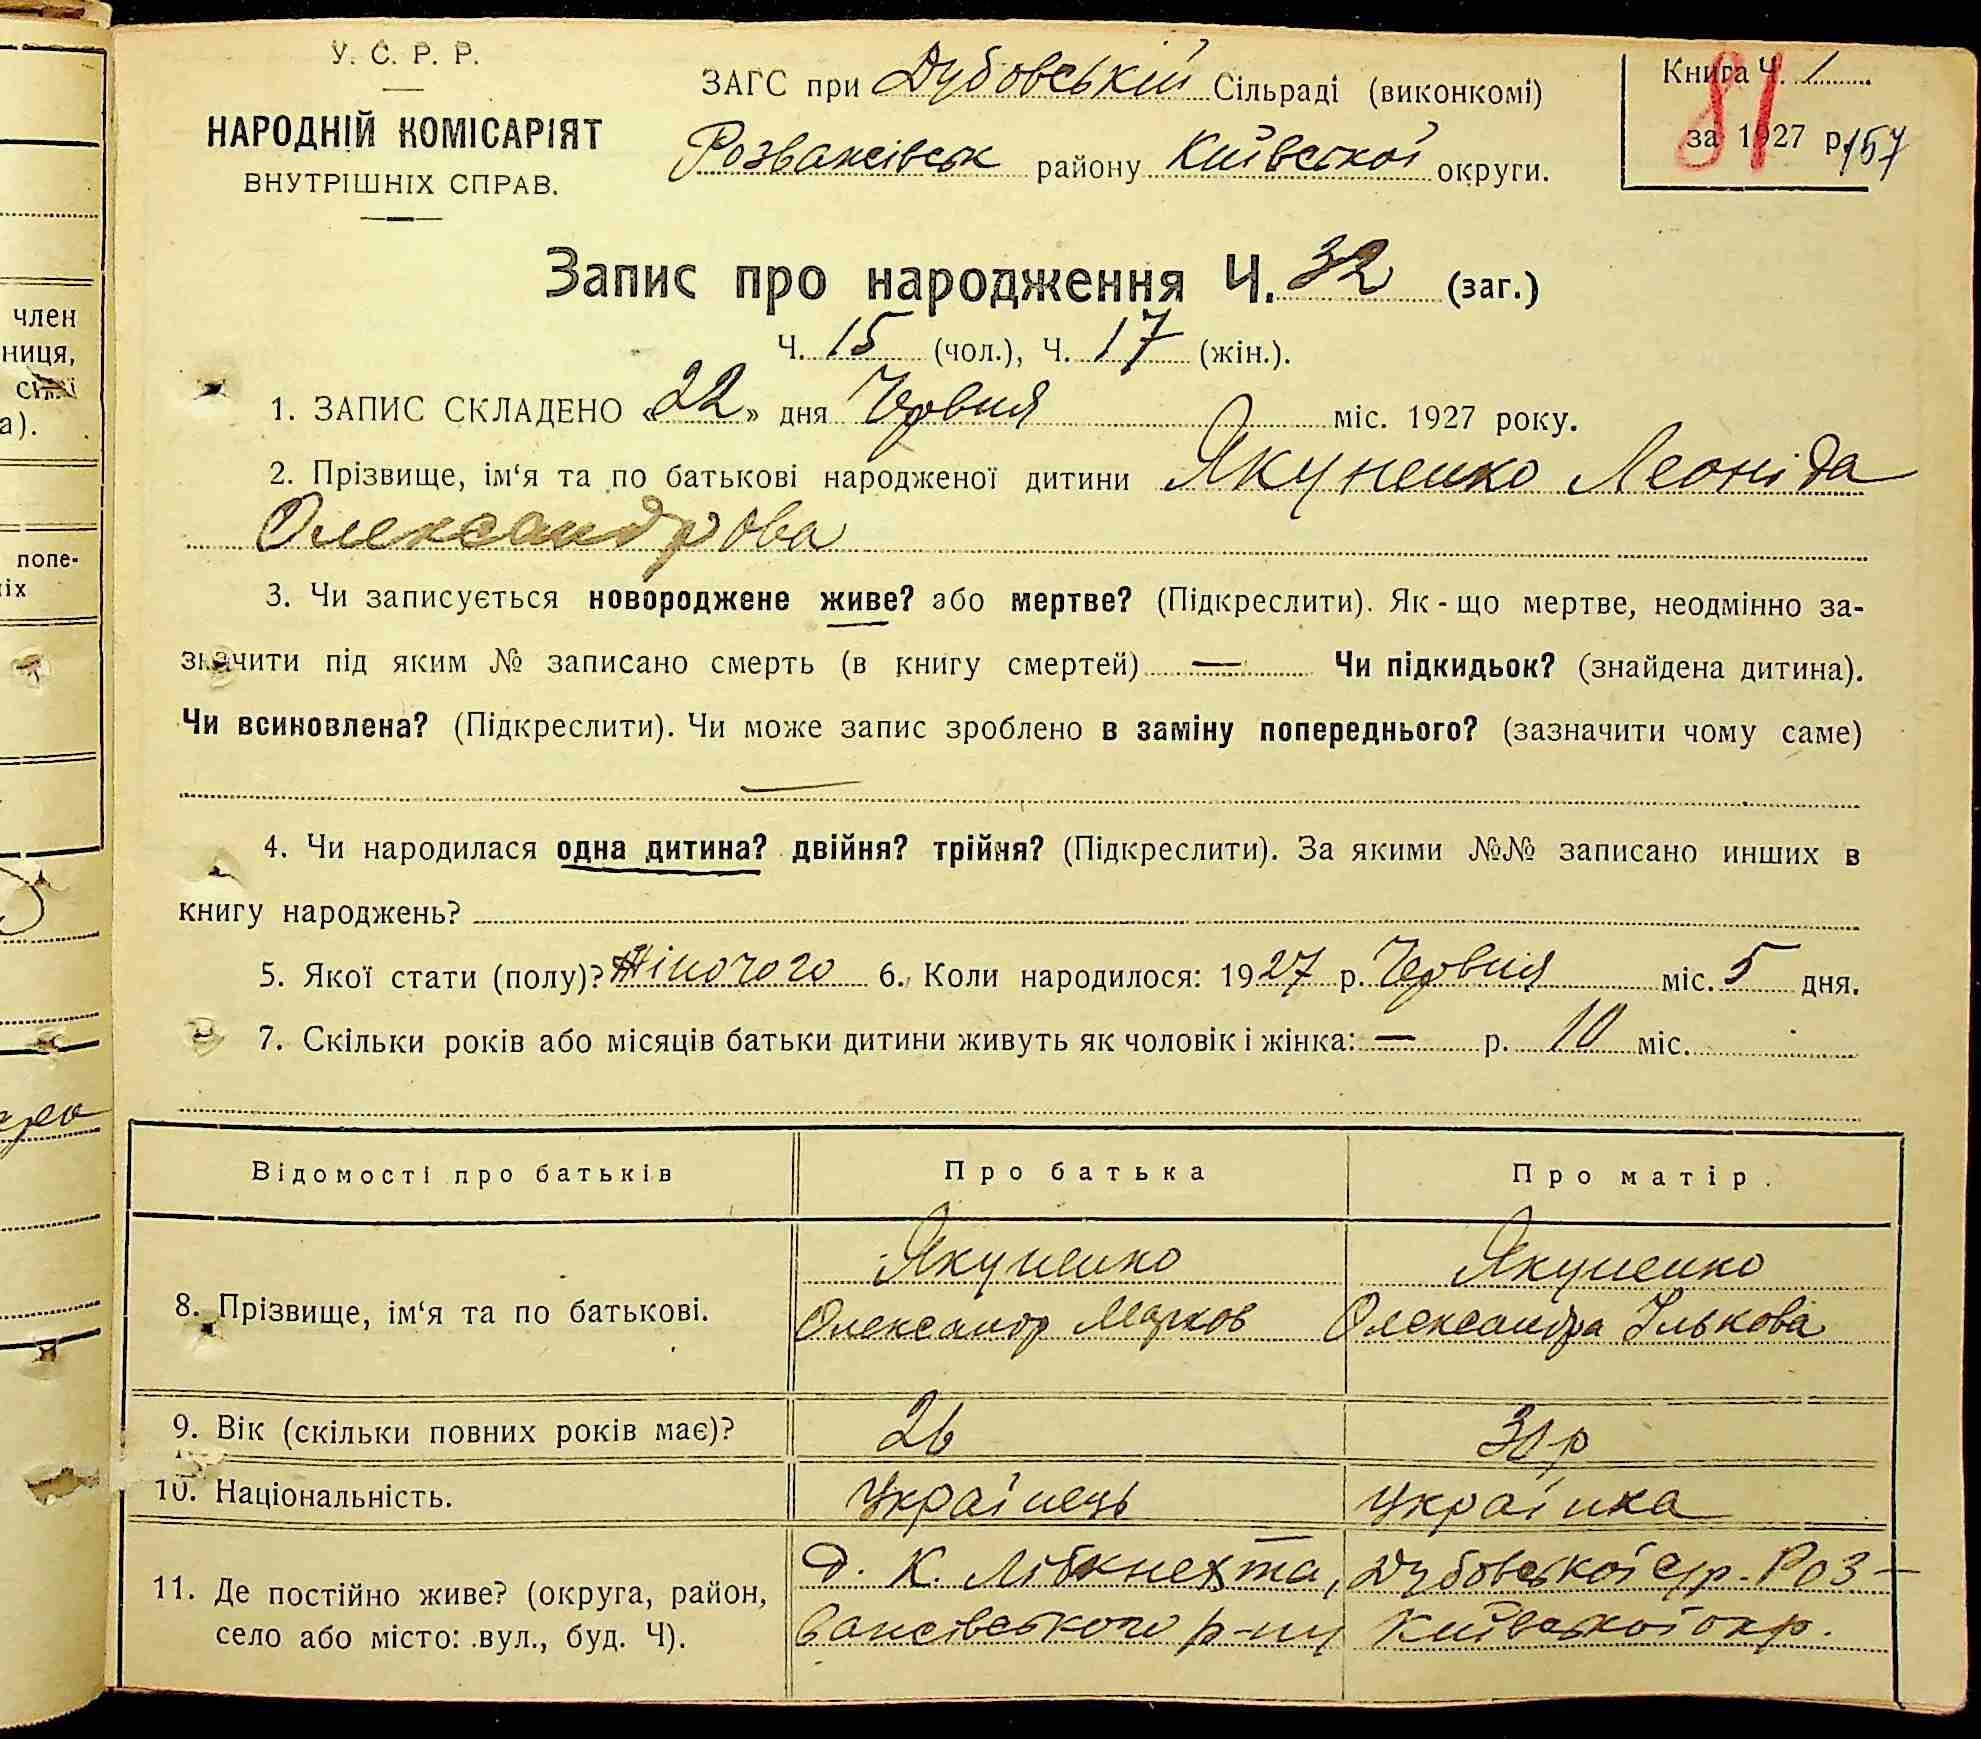 У. С. Р. Р.
НАРОДНІЙ КОМІСАРІЯТ
ВНУТРІШНІХ СПРАВ.
ЗАГС при Дубовській Сільраді (виконкомі)
Розважівськ району Київської округи.
Книга Ч. 1
за 1927 р.
81
157
Запис про народження Ч. 32 (заг.)
Ч. 15 (чол.), Ч. 17 (жін.).
1. ЗАПИС СКЛАДЕНО «22» дня Червня міс. 1927 року.
2. Прізвище, ім‘я та по батькові народженої дитини Якуненко Леоніда
Олександрова
3. Чи записується новороджене живе? або мертве? (Підкреслити). Як-що мертве, неодмінно за-
значити під яким № записано смерть (в книгу смертей) — Чи підкидьок? (знайдена дитина).
Чи всиновлена? (Підкреслити). Чи може запис зроблено в заміну попереднього? (зазначити чому саме)
—
4. Чи народилася одна дитина? двійня? трійня? (Підкреслити). За якими №№ записано инших в
книгу народжень?
5. Якої стати (полу)? Жіночого 6. Коли народилося: 1927 р. Червня міс. 5 дня.
7. Скільки років або місяців батьки дитини живуть як чоловік і жінка: — р. 10 міс.
Відомості про батьків Про батька Про матір.
8. Прізвище, ім‘я та по батькові. Якуненко Якуненко
Олександр Марков Олександра Ількова
9. Вік (скільки повних років має)? 26 30 р
10. Національність. Українець Українка
11. Де постійно живе? (округа, район, Д. К. Лібкнехта, Дубовської с/р. Роз-
село або місто: вул., буд. Ч). важівського р-ну Київської окр.
член
ниця,
а).
попе-
іх